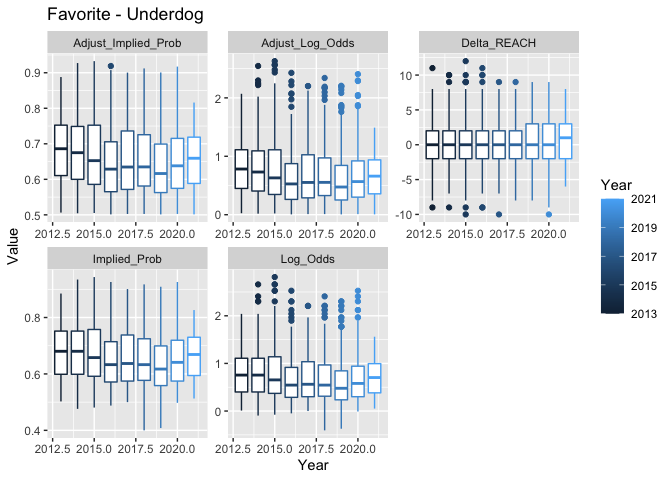 Favorite - Underdog
Adjust_Implied_Prob
Adjust_Log_Odds
Delta_REACH
0.9
0.8
0.7
0.6
0.5
2
1
0
10
5
0
-5
-10
2012.5 2015.0 2017.5 2020.0
2012.5 2015.0 2017.5 2020.0
2012.5 2015.0 2017.5 2020.0
Value
Implied_Prob
Log_Odds
0.8
0.6
0.4
2
1
0
2012.5 2015.0 2017.5 2020.0
2012.5 2015.0 2017.5 2020.0
Year
Year
2021
2019
2017
2015
2013